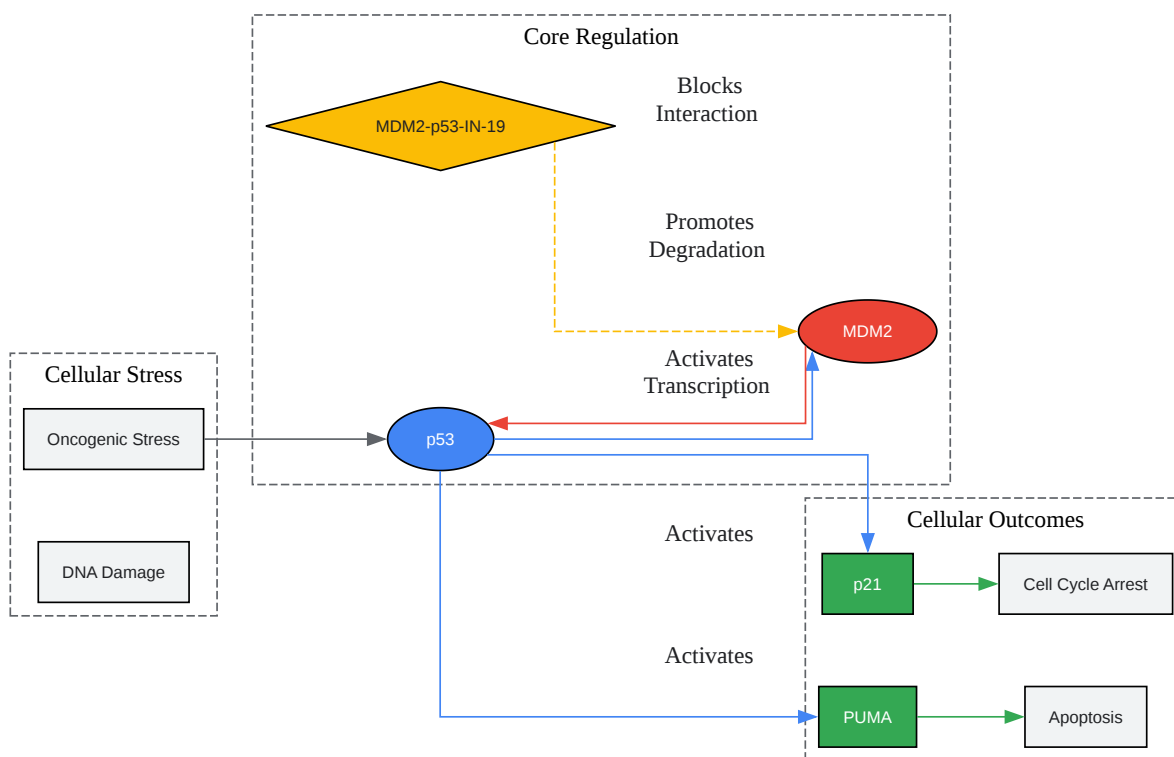 Core Regulation
Blocks
Interaction
MDM2-p53-IN-19
Promotes
Degradation
MDM2
Activates
Transcription
Cellular Stress
Oncogenic Stress
p53
DNA Damage
Activates
Cellular Outcomes
p21
Cell Cycle Arrest
Activates
PUMA
Apoptosis